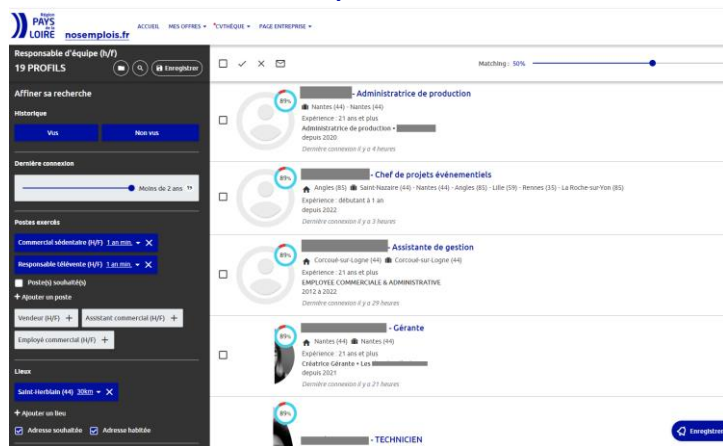 Région
PAYS
de la
LOIRE
nosemplois.fr
ACCUEIL MES OFFRES CVTHÈQUE PAGE ENTREPRISE
Responsable d'équipe (h/f)
19 PROFILS
Enregistrer
Affiner sa recherche
Historique
Vus Non vus
Dernière connexion
Moins de 2 ans
Postes exercés
Commercial sédentaire (H/F) 1 an min. ✕
Responsable télévente (H/F) 1 an min. ✕
Poste(s) souhaité(s)
+ Ajouter un poste
Vendeur (H/F) + Assistant commercial (H/F) +
Employé commercial (H/F) +
Lieux
Saint-Herblain (44) 30km ✕
+ Ajouter un lieu
Adresse souhaitée Adresse habitée
Matching : 50%
89%
- Administratrice de production
Nantes (44) - Nantes (44)
Expérience : 21 ans et plus
Administratrice de production •
depuis 2020
Dernière connexion il y a 4 heures
89%
- Chef de projets événementiels
Angles (85) Saint-Nazaire (44) - Nantes (44) - Angles (85) - Lille (59) - Rennes (35) - La Roche-sur-Yon (85)
Expérience : débutant à 1 an
depuis 2022
Dernière connexion il y a 3 heures
89%
- Assistante de gestion
Corcoué-sur-Logne (44) Corcoué-sur-Logne (44)
Expérience : 21 ans et plus
EMPLOYEE COMMERCIALE & ADMINISTRATIVE
2012 à 2022
Dernière connexion il y a 29 heures
89%
- Gérante
Nantes (44) Nantes (44)
Expérience : 21 ans et plus
Créatrice Gérante • Les
depuis 2021
Dernière connexion il y a 21 heures
89%
- TECHNICIEN
Enregistrer